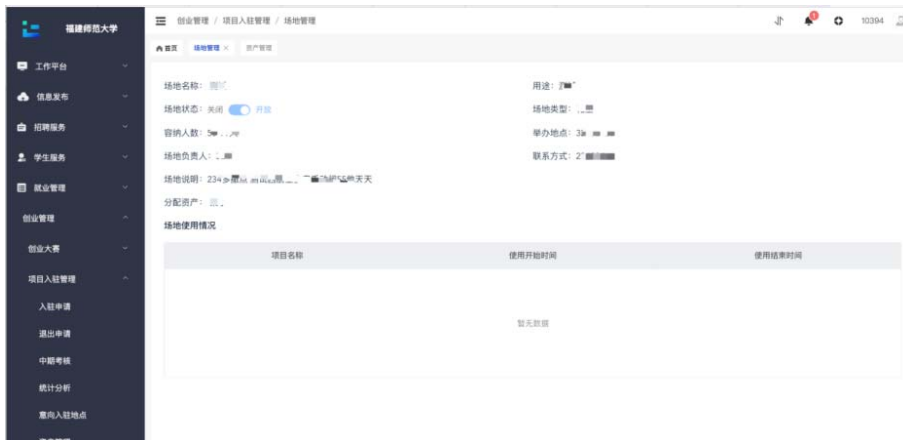 福建师范大学
创业管理 / 项目入驻管理 / 场地管理
1
10394
首页
场地管理 ×
资产管理
工作平台
信息发布
招聘服务
学生服务
就业管理
创业管理
创业大赛
项目入驻管理
入驻申请
退出申请
中期考核
统计分析
意向入驻地点
场地名称：
用途：
场地状态： 关闭 开放
场地类型：
容纳人数：
举办地点：
场地负责人：
联系方式：
场地说明： 234
天天
分配资产：
场地使用情况
项目名称
使用开始时间
使用结束时间
暂无数据